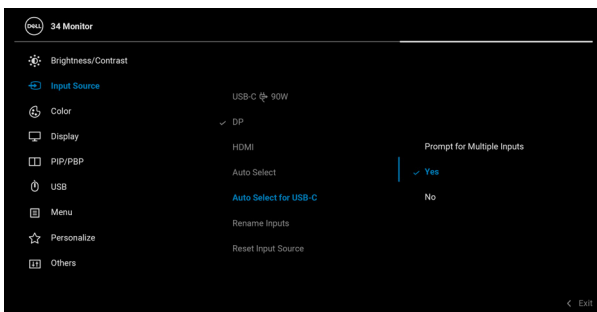 DELL
34 Monitor
Brightness/Contrast
Input Source
Color
Display
PIP/PBP
USB
Menu
Personalize
Others
USB-C 90W
DP
HDMI
Auto Select
Auto Select for USB-C
Rename Inputs
Reset Input Source
Prompt for Multiple Inputs
Yes
No
Exit